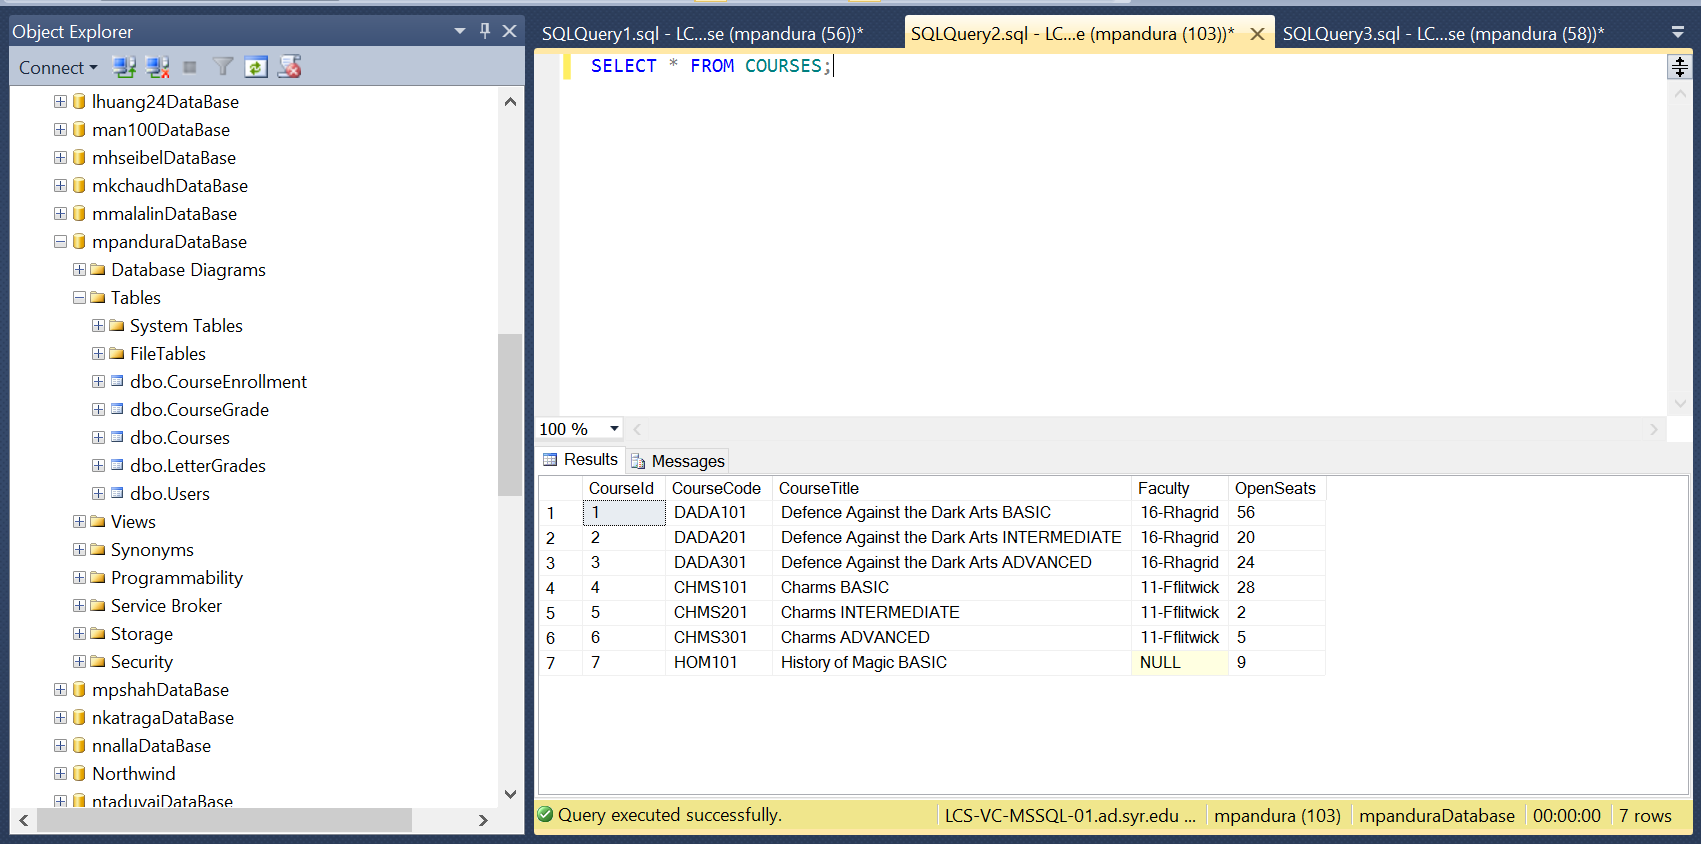 Object Explorer
Connect
lhuang24DataBase
man100DataBase
mhseibelDataBase
mkchaudhDataBase
mmalalinDataBase
mpanduraDataBase
Database Diagrams
Tables
System Tables
FileTables
dbo.CourseEnrollment
dbo.CourseGrade
dbo.Courses
dbo.LetterGrades
dbo.Users
Views
Synonyms
Programmability
Service Broker
Storage
Security
mpshahDataBase
nkatragaDataBase
nnallaDataBase
Northwind
ntaduvaiDataBase
SQLQuery1.sql - LC...se (mpandura (56))* SQLQuery2.sql - LC...e (mpandura (103))* SQLQuery3.sql - LC...se (mpandura (58))*
SELECT * FROM COURSES;
100 %
Results Messages
CourseId CourseCode CourseTitle Faculty OpenSeats
1 1 DADA101 Defence Against the Dark Arts BASIC 16-Rhagrid 56
2 2 DADA201 Defence Against the Dark Arts INTERMEDIATE 16-Rhagrid 20
3 3 DADA301 Defence Against the Dark Arts ADVANCED 16-Rhagrid 24
4 4 CHMS101 Charms BASIC 11-Fflitwick 28
5 5 CHMS201 Charms INTERMEDIATE 11-Fflitwick 2
6 6 CHMS301 Charms ADVANCED 11-Fflitwick 5
7 7 HOM101 History of Magic BASIC NULL 9
Query executed successfully. LCS-VC-MSSQL-01.ad.syr.edu ... mpandura (103) mpanduraDatabase 00:00:00 7 rows